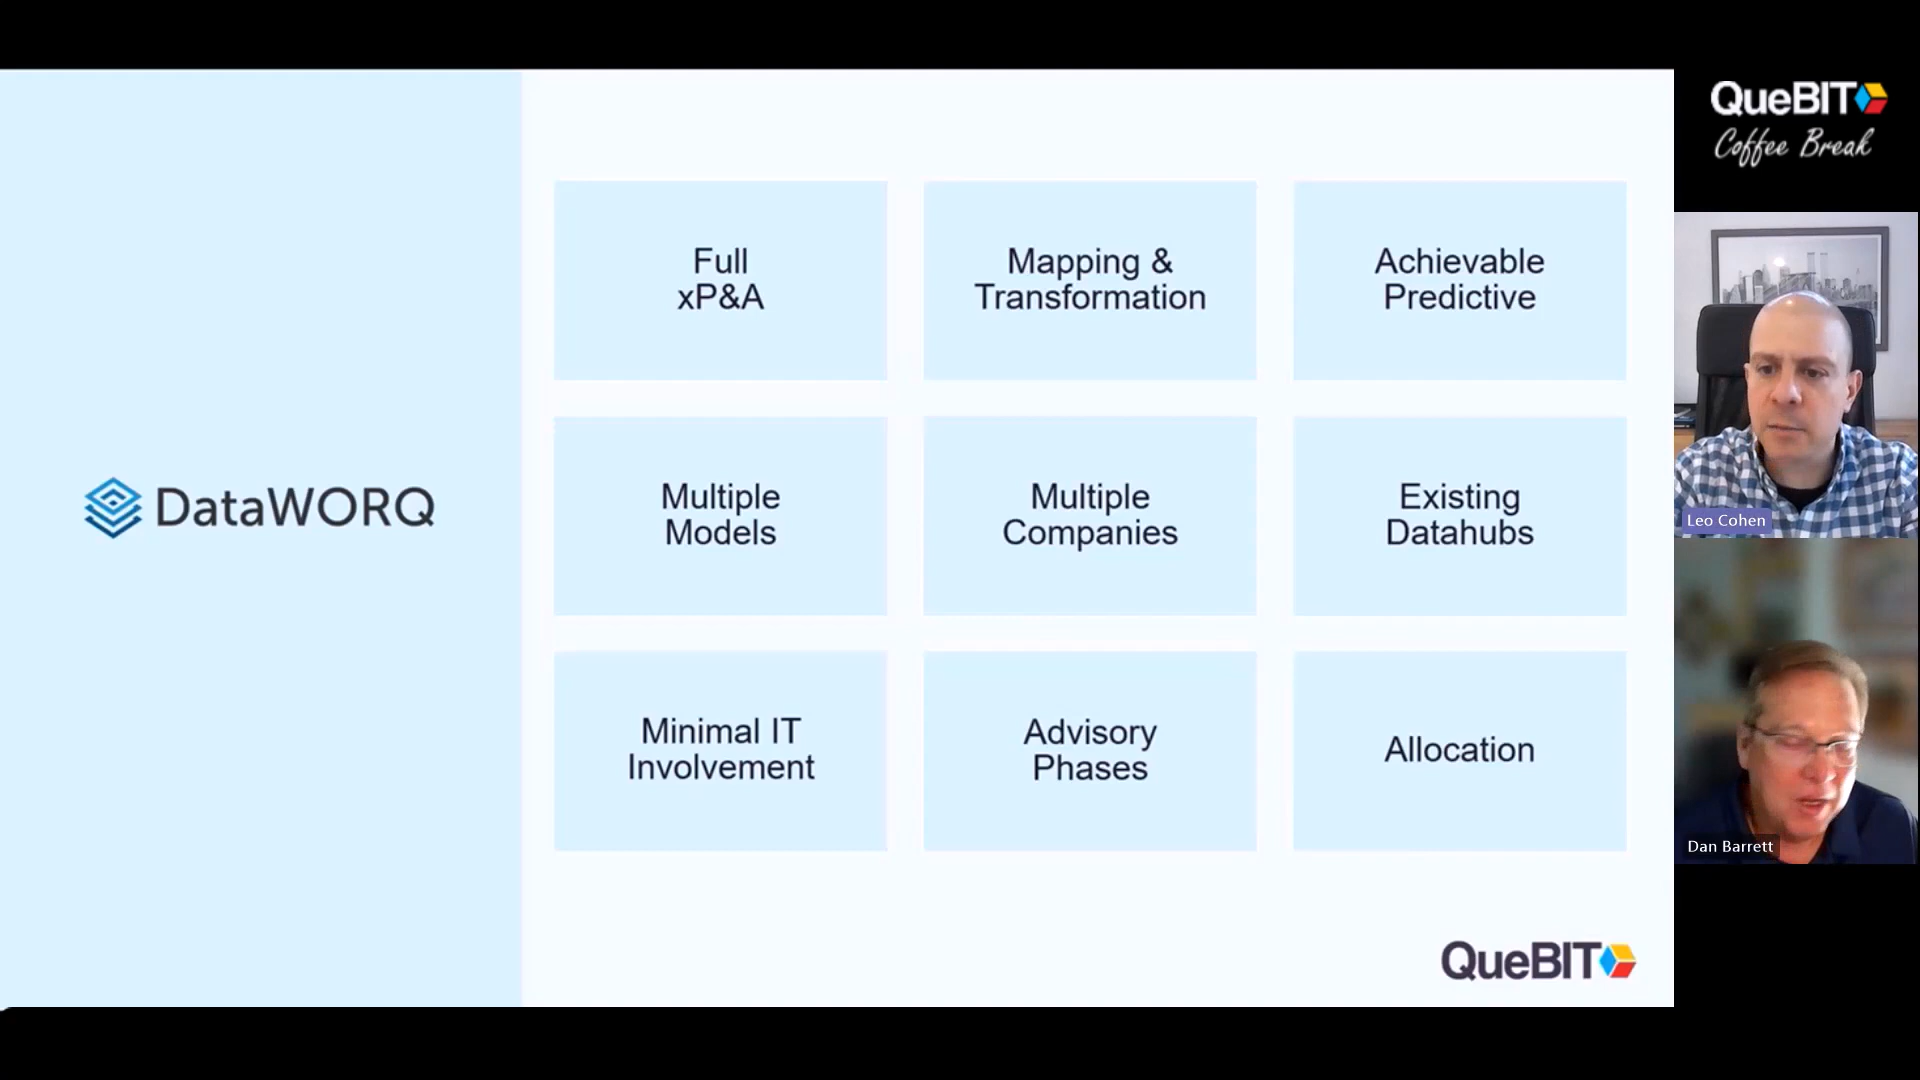 DataWORQ
Full
xP&A
Mapping &
Transformation
Achievable
Predictive
Multiple
Models
Multiple
Companies
Existing
Datahubs
Minimal IT
Involvement
Advisory
Phases
Allocation
QueBIT
QueBIT
Coffee Break
Leo Cohen
Dan Barrett